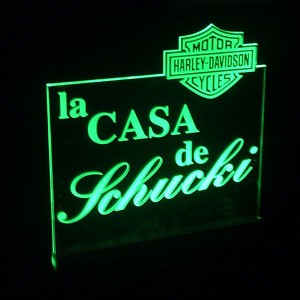 MOTOR
HARLEY-DAVIDSON
CYCLES
la
CASA
de
Schucki